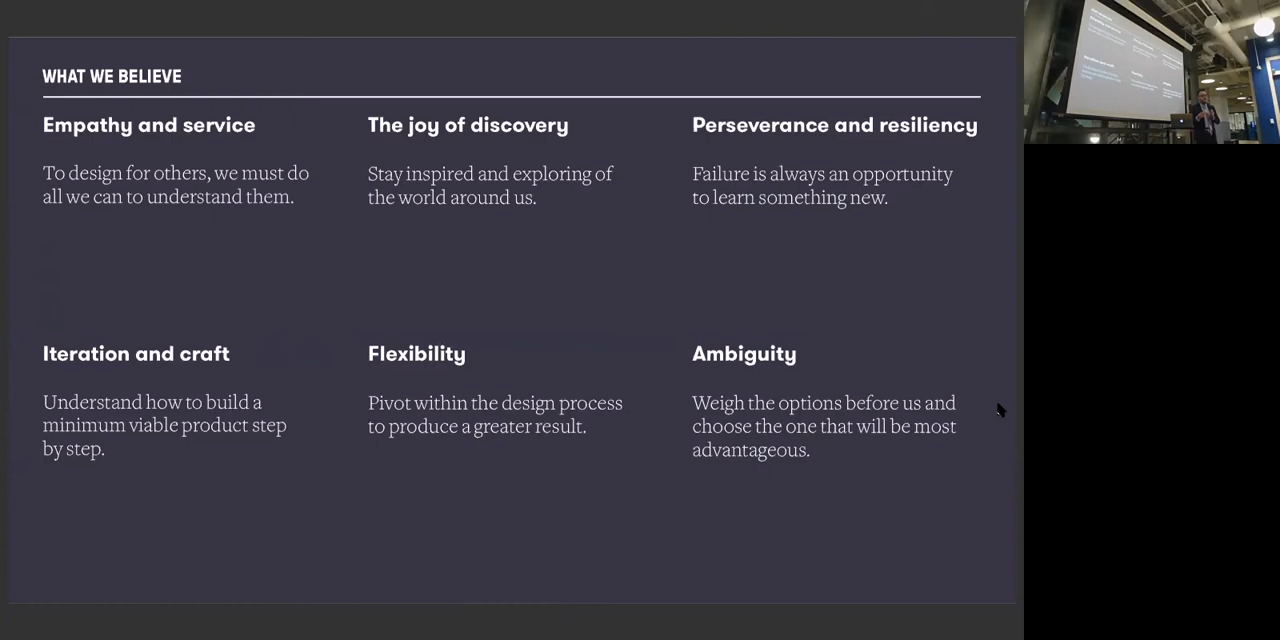 WHAT WE BELIEVE
Empathy and service
To design for others, we must do
all we can to understand them.
The joy of discovery
Stay inspired and exploring of
the world around us.
Perseverance and resiliency
Failure is always an opportunity
to learn something new.
Iteration and craft
Understand how to build a
minimum viable product step
by step.
Flexibility
Pivot within the design process
to produce a greater result.
Ambiguity
Weigh the options before us and
choose the one that will be most
advantageous.